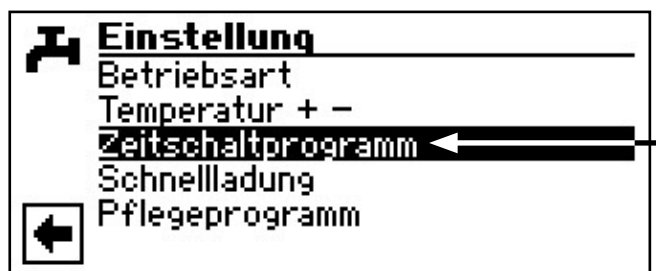 Einstellung
Betriebsart
Temperatur + −
Zeitschaltprogramm
Schnellladung
Pflegeprogramm